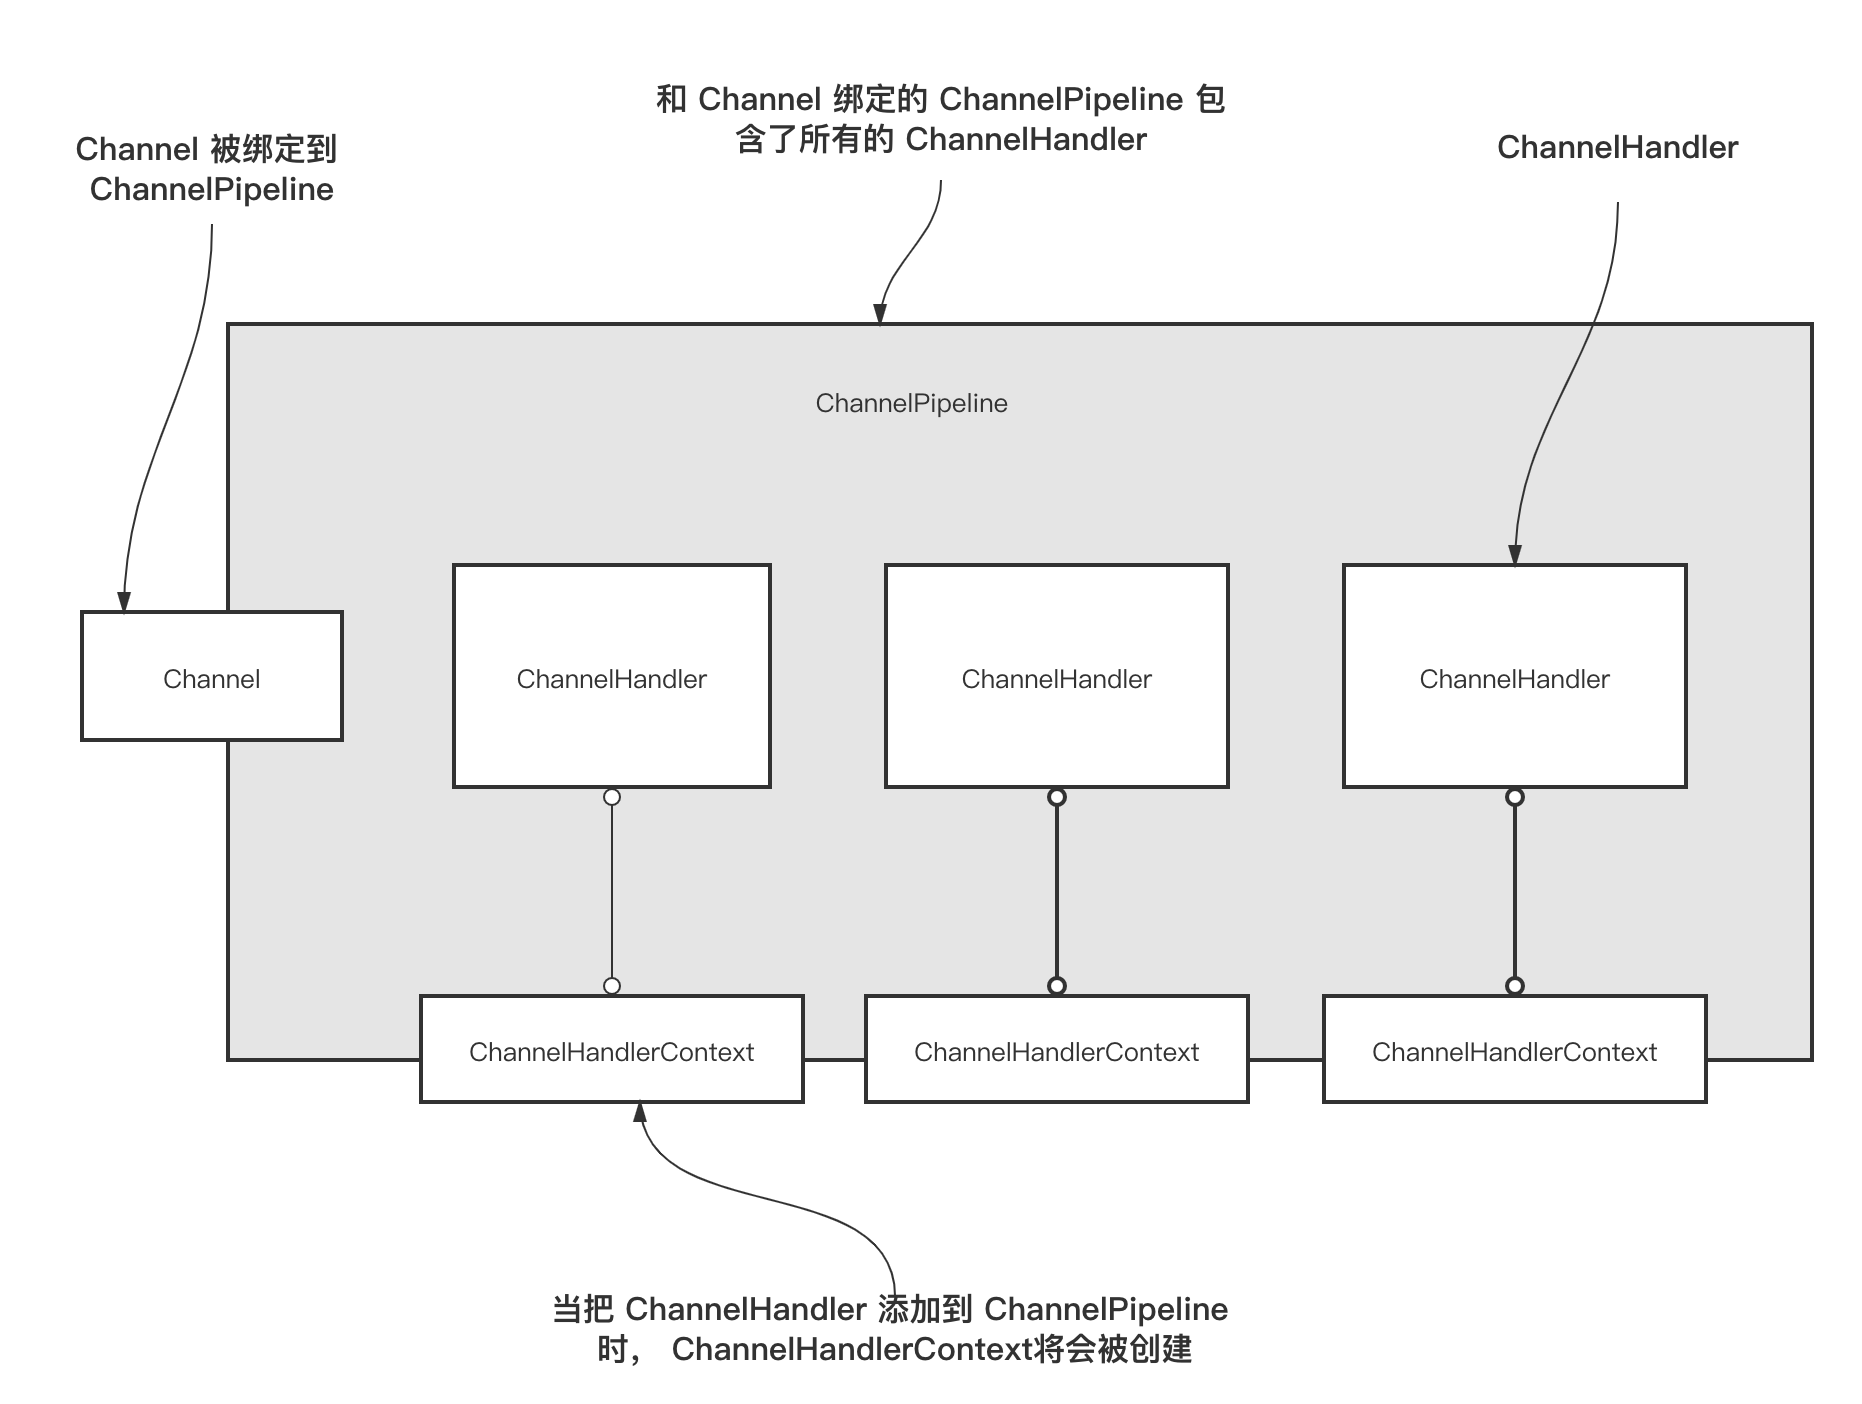 和 Channel 绑定的 ChannelPipeline 包
含了所有的 ChannelHandler
Channel 被绑定到
ChannelPipeline
ChannelHandler
ChannelPipeline
Channel
ChannelHandler
ChannelHandler
ChannelHandler
ChannelHandlerContext
ChannelHandlerContext
ChannelHandlerContext
当把 ChannelHandler 添加到 ChannelPipeline
时， ChannelHandlerContext将会被创建